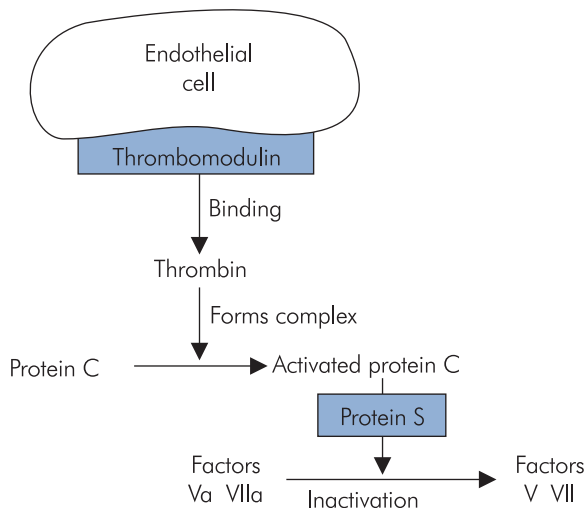 Endothelial
cell
Thrombomodulin
Binding
Thrombin
Forms complex
Protein C
Activated protein C
Protein S
Factors
Va VIIa
Inactivation
Factors
V VII